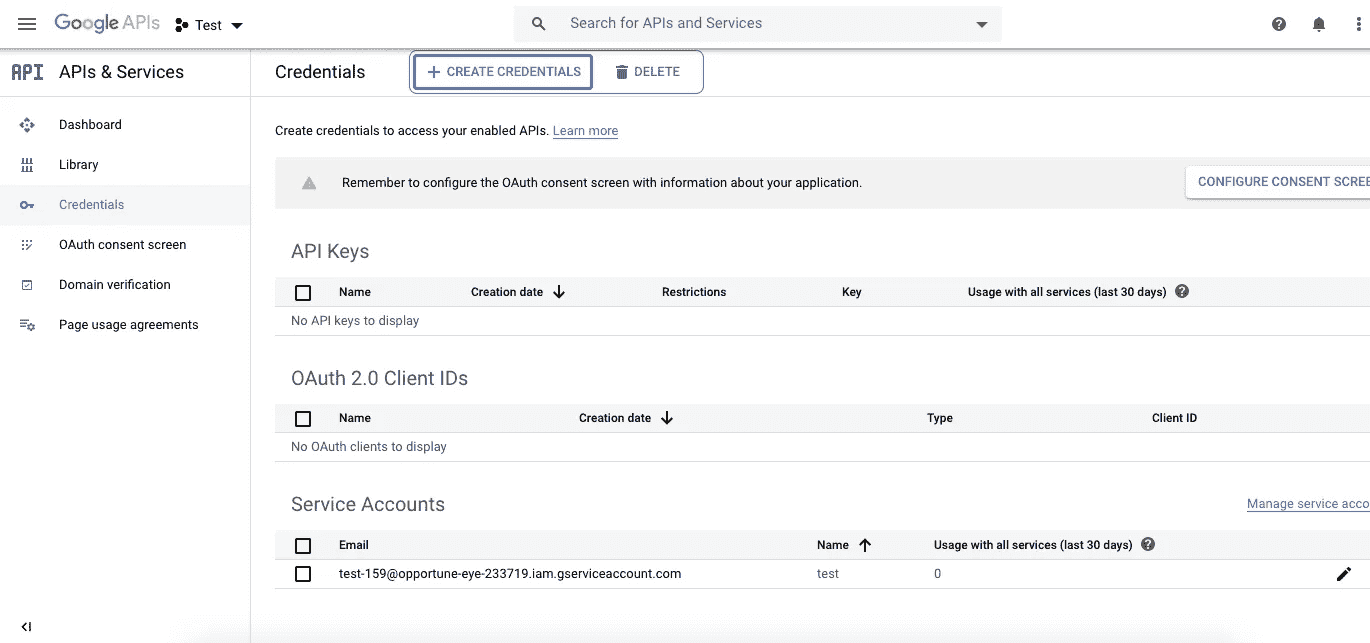 Google APIs Test Search for APIs and Services
API APIs & Services Credentials CREATE CREDENTIALS DELETE
Dashboard
Library
Credentials
OAuth consent screen
Domain verification
Page usage agreements
Create credentials to access your enabled APIs. Learn more
Remember to configure the OAuth consent screen with information about your application. CONFIGURE CONSENT SCREE
API Keys
Name Creation date Restrictions Key Usage with all services (last 30 days)
No API keys to display
OAuth 2.0 Client IDs
Name Creation date Type Client ID
No OAuth clients to display
Service Accounts Manage service acco
Email Name Usage with all services (last 30 days)
test-159@opportune-eye-233719.iam.gserviceaccount.com test 0